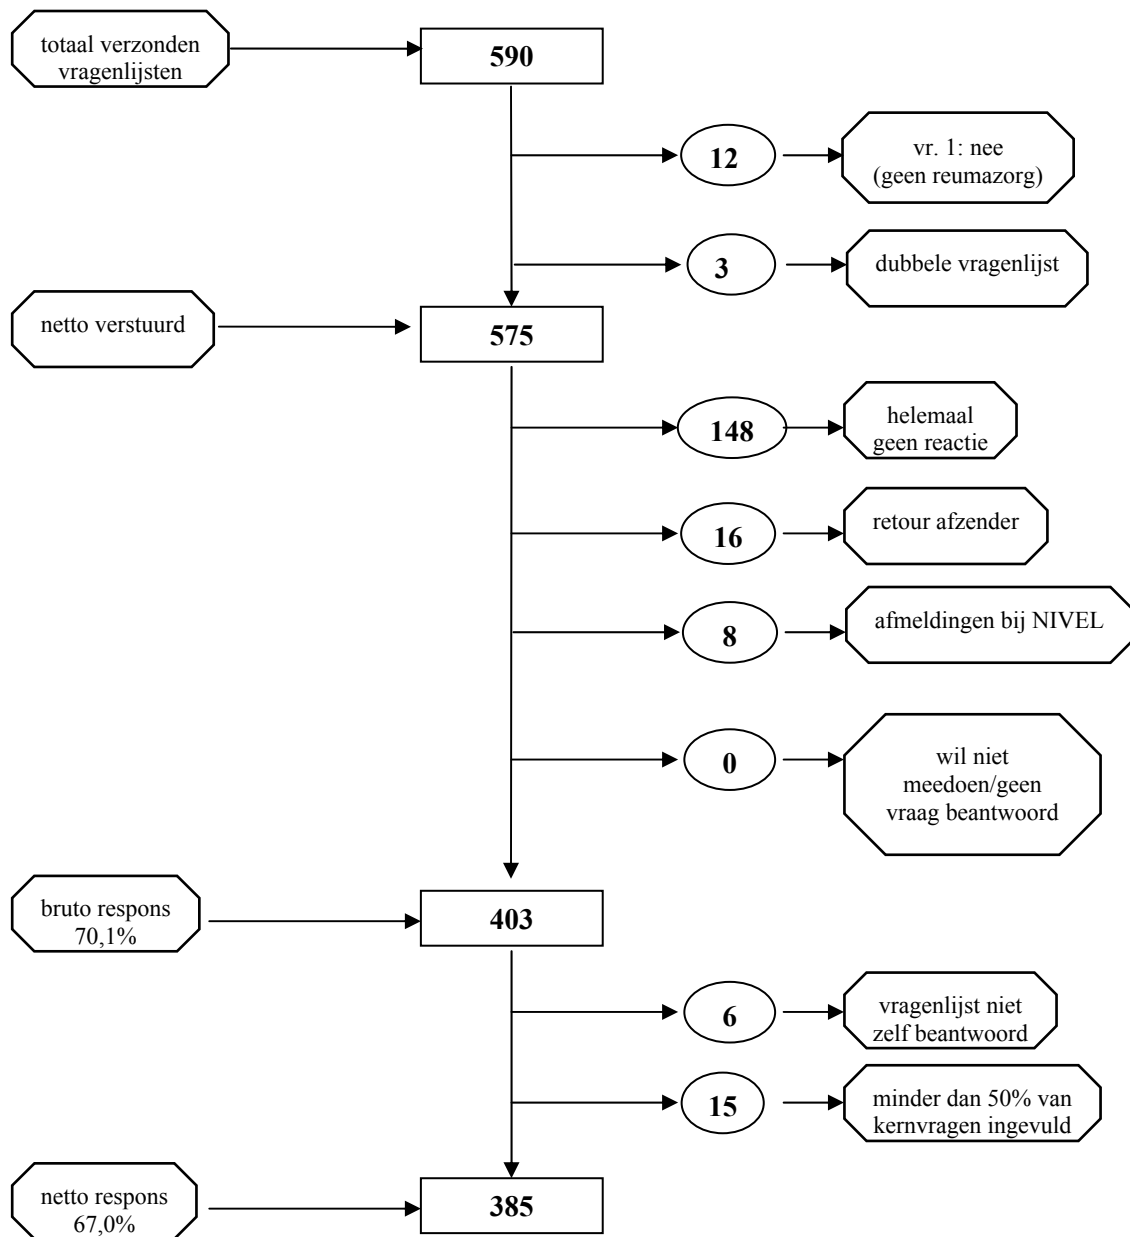 totaal verzonden
vragenlijsten
590
12
vr. 1: nee
(geen reumazorg)
3
dubbele vragenlijst
netto verstuurd
575
148
helemaal
geen reactie
16
retour afzender
8
afmeldingen bij NIVEL
0
wil niet
meedoen/geen
vraag beantwoord
bruto respons
70,1%
403
6
vragenlijst niet
zelf beantwoord
15
minder dan 50% van
kernvragen ingevuld
netto respons
67,0%
385